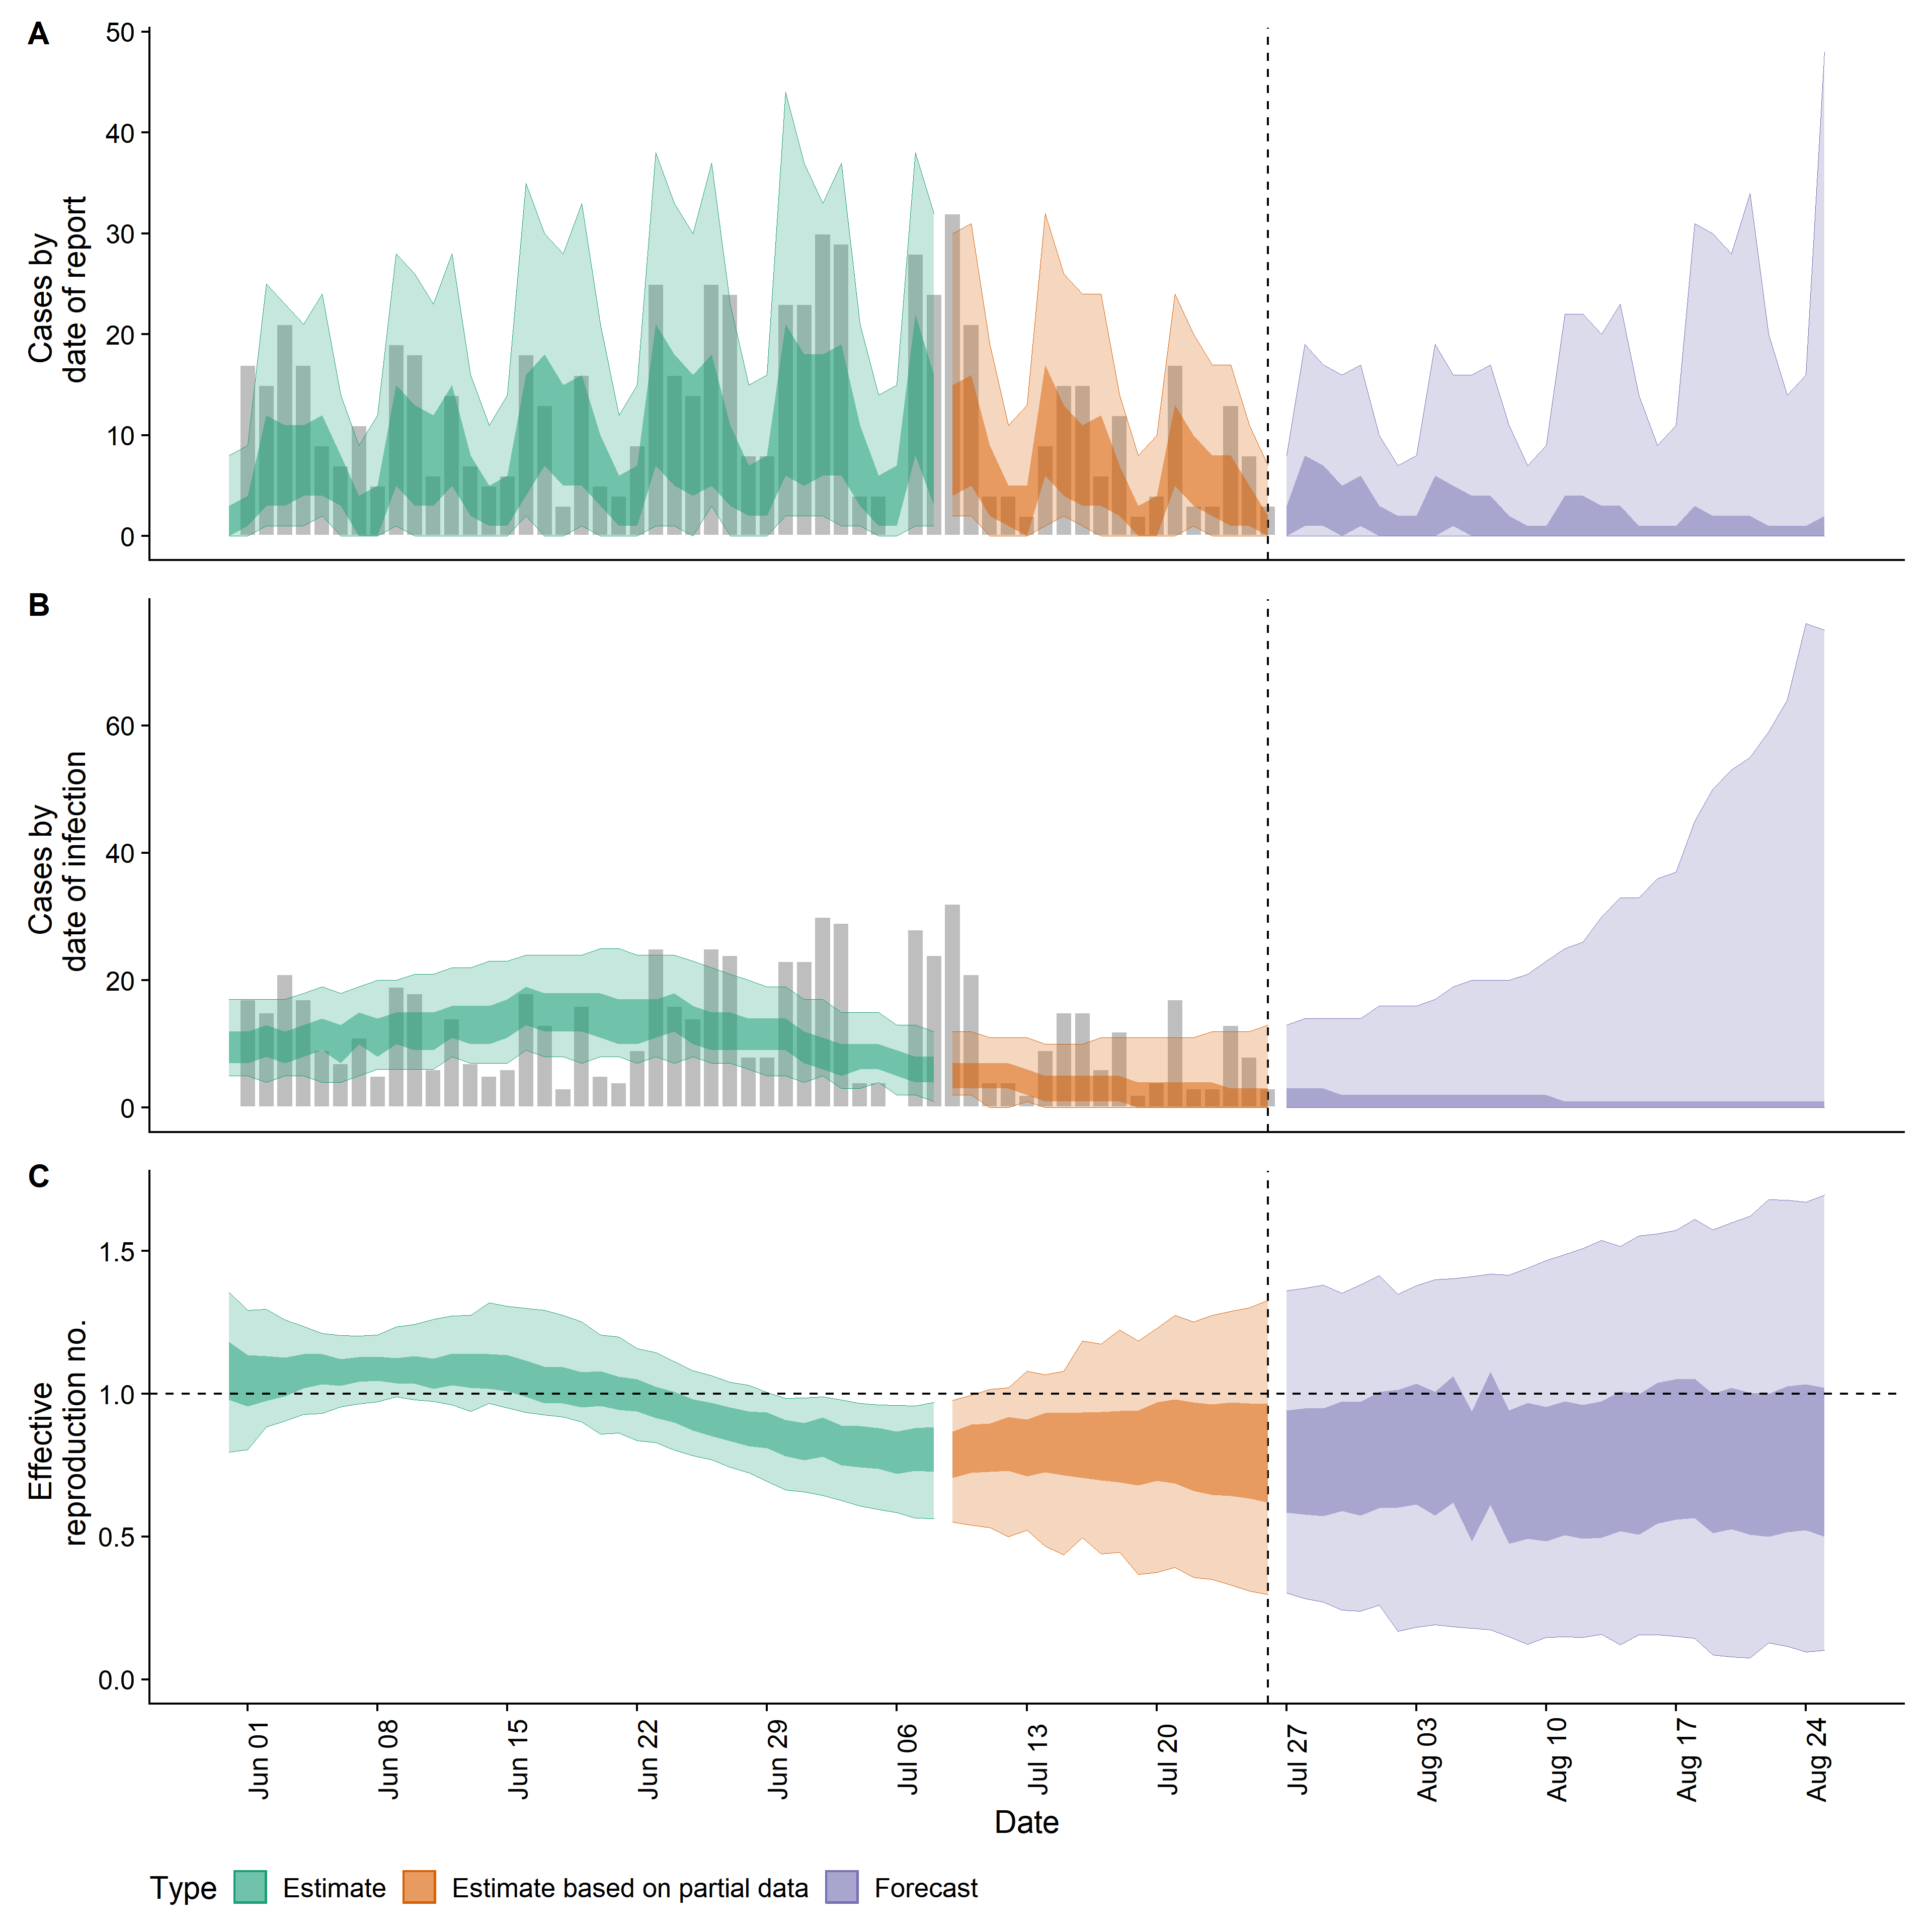 A
50
40
30
20
10
0
Cases by
date of report
B
60
40
20
0
Cases by
date of infection
C
1.5
1.0
0.5
0.0
Effective
reproduction no.
Jun 01
Jun 08
Jun 15
Jun 22
Jun 29
Jul 06
Jul 13
Jul 20
Jul 27
Aug 03
Aug 10
Aug 17
Aug 24
Date
Type Estimate Estimate based on partial data Forecast